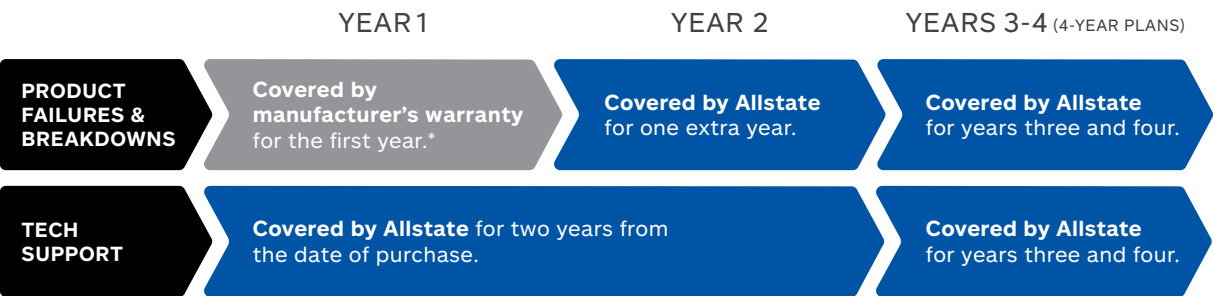 YEAR 1
YEAR 2
YEARS 3-4 (4-YEAR PLANS)
PRODUCT
FAILURES &
BREAKDOWNS
Covered by
manufacturer's warranty
for the first year.*
Covered by Allstate
for one extra year.
Covered by Allstate
for years three and four.
TECH
SUPPORT
Covered by Allstate for two years from
the date of purchase.
Covered by Allstate
for years three and four.